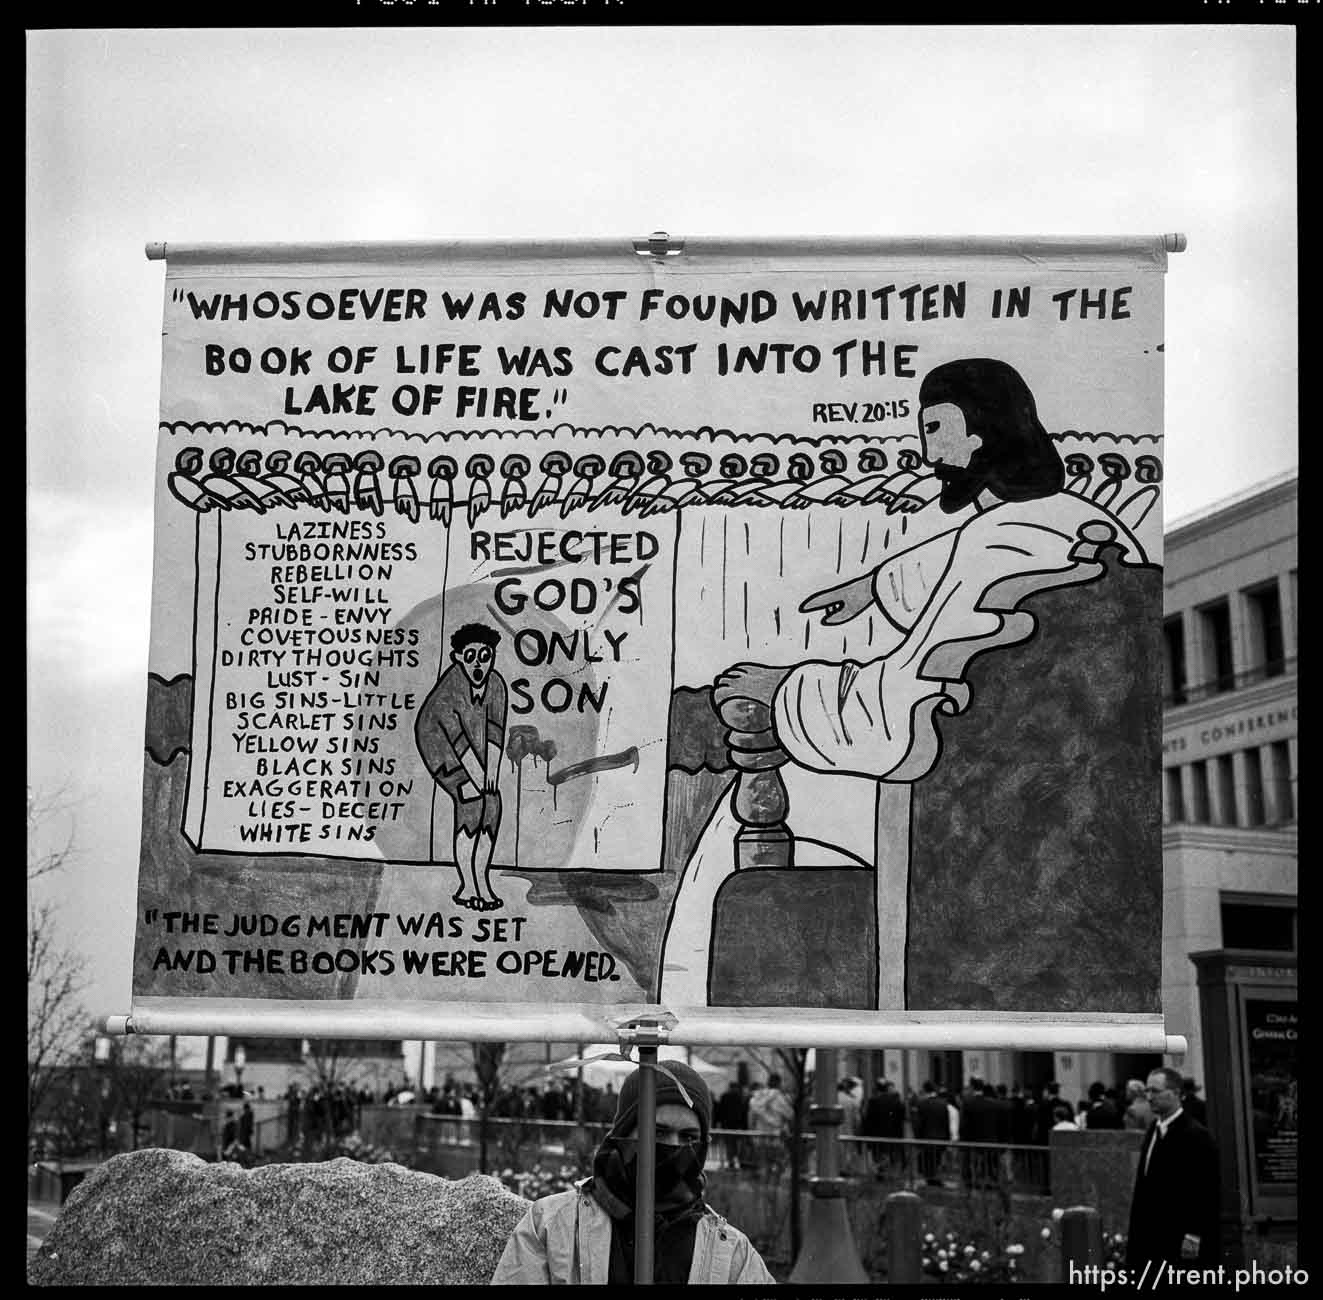 "WHOSOEVER WAS NOT FOUND WRITTEN IN THE
BOOK OF LIFE WAS CAST INTO THE
LAKE OF FIRE."
REV. 20:15
LAZINESS
STUBBORNNESS
REBELLION
SELF-WILL
PRIDE - ENVY
COVETOUSNESS
DIRTY THOUGHTS
LUST - SIN
BIG SINS - LITTLE
SCARLET SINS
YELLOW SINS
BLACK SINS
EXAGGERATION
LIES - DECEIT
WHITE SINS
REJECTED
GOD'S
ONLY
SON
"THE JUDGMENT WAS SET
AND THE BOOKS WERE OPENED.
NTS CONFERENC
https://trent.photo